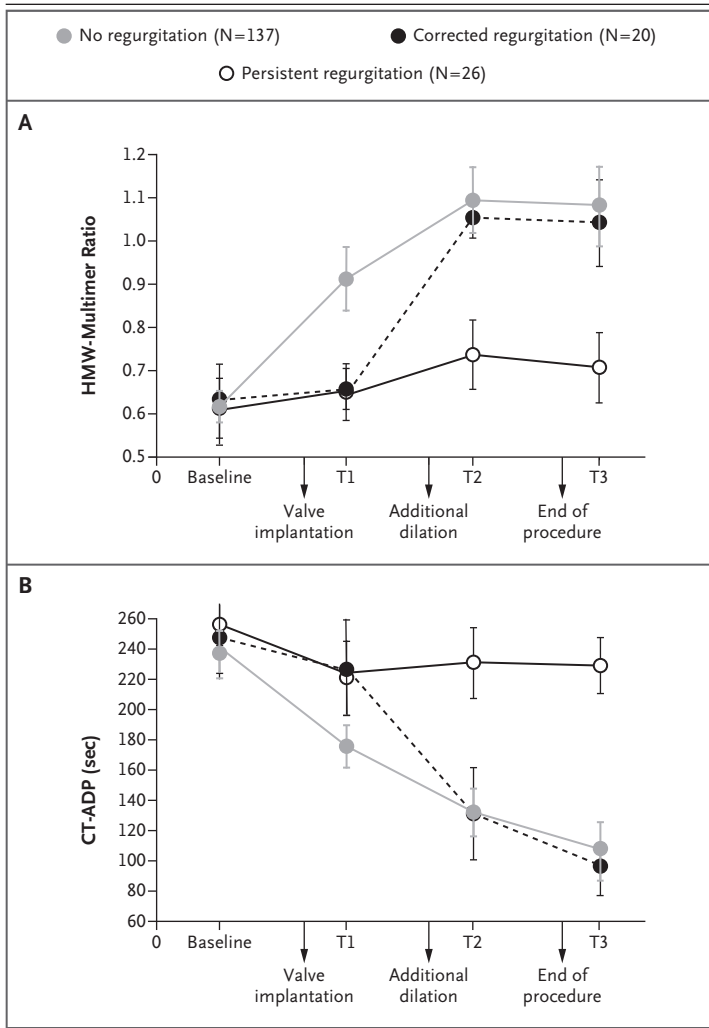 No regurgitation (N=137)
Corrected regurgitation (N=20)
Persistent regurgitation (N=26)
A
HMW-Multimer Ratio
1.2
1.1
1.0
0.9
0.8
0.7
0.6
0.5
0
Baseline
T1
T2
T3
Valve
implantation
Additional
dilation
End of
procedure
B
CT-ADP (sec)
260
240
220
200
180
160
140
120
100
80
60
0
Baseline
T1
T2
T3
Valve
implantation
Additional
dilation
End of
procedure